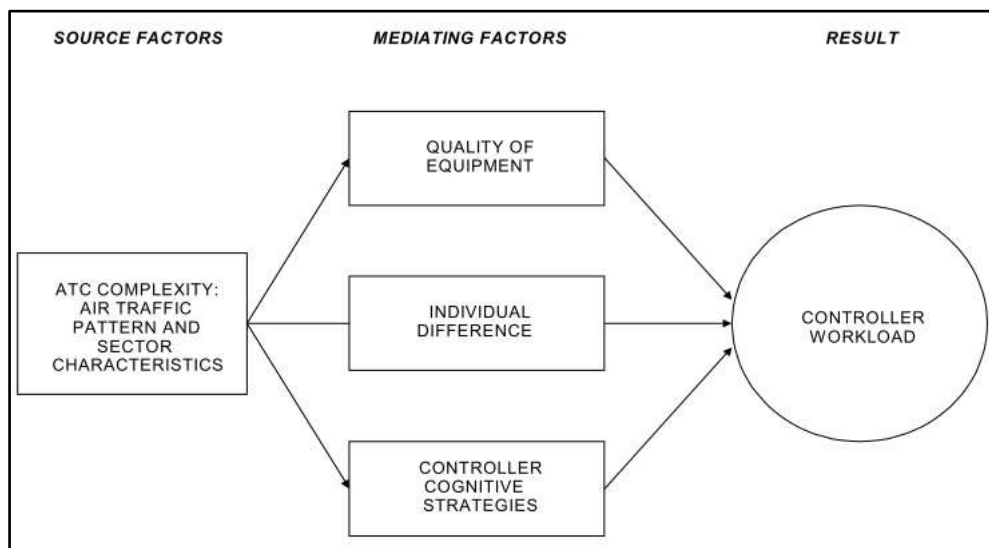 SOURCE FACTORS
MEDIATING FACTORS
RESULT
QUALITY OF
EQUIPMENT
ATC COMPLEXITY:
AIR TRAFFIC
PATTERN AND
SECTOR
CHARACTERISTICS
INDIVIDUAL
DIFFERENCE
CONTROLLER
WORKLOAD
CONTROLLER
COGNITIVE
STRATEGIES